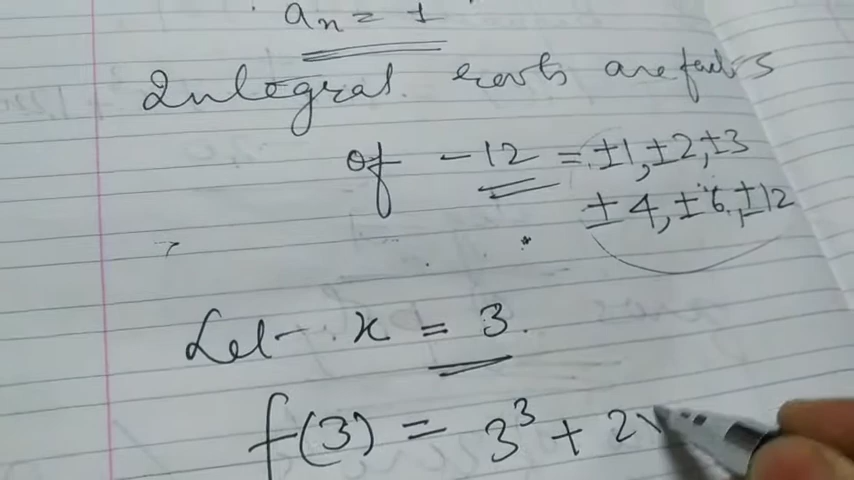 aₙ = 1
Integral roots are factors
of -12 = ±1, ±2, ±3
±4, ±6, ±12
Let x = 3.
f(3) = 3³ + 2